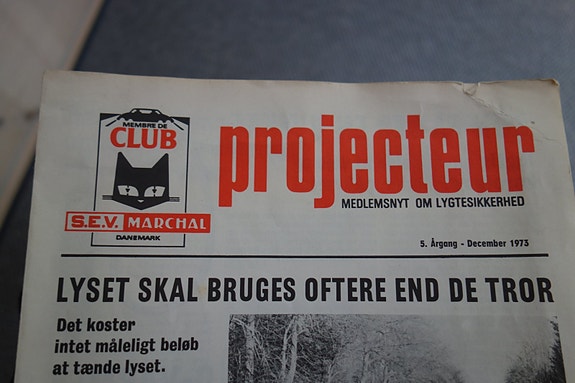 MEMBRE DE
CLUB
S.E.V. MARCHAL
DANEMARK
projecteur
MEDLEMSNYT OM LYGTESIKKERHED
5. Årgang - December 1973
LYSET SKAL BRUGES OFTERE END DE TROR
Det koster
intet måleligt beløb
at tænde lyset.